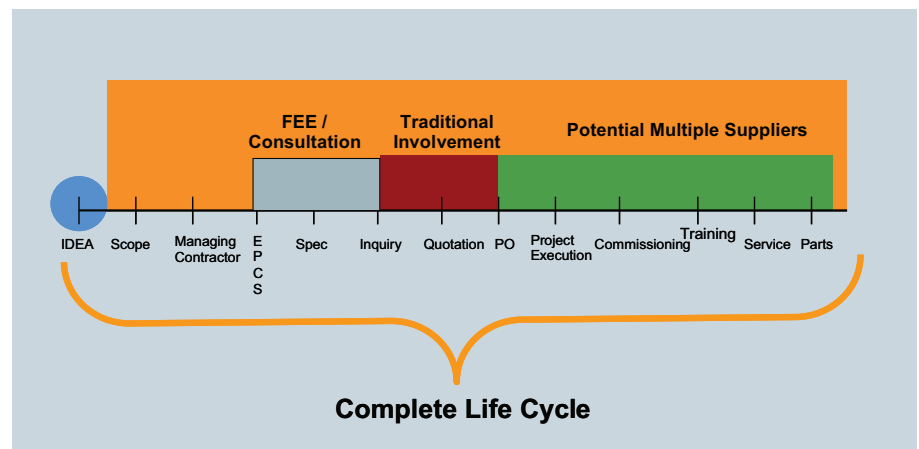 FEE /
Consultation
Traditional
Involvement
Potential Multiple Suppliers
IDEA
Scope
Managing
Contractor
E
P
C
S
Spec
Inquiry
Quotation
PO
Project
Execution
Commissioning
Training
Service
Parts
Complete Life Cycle